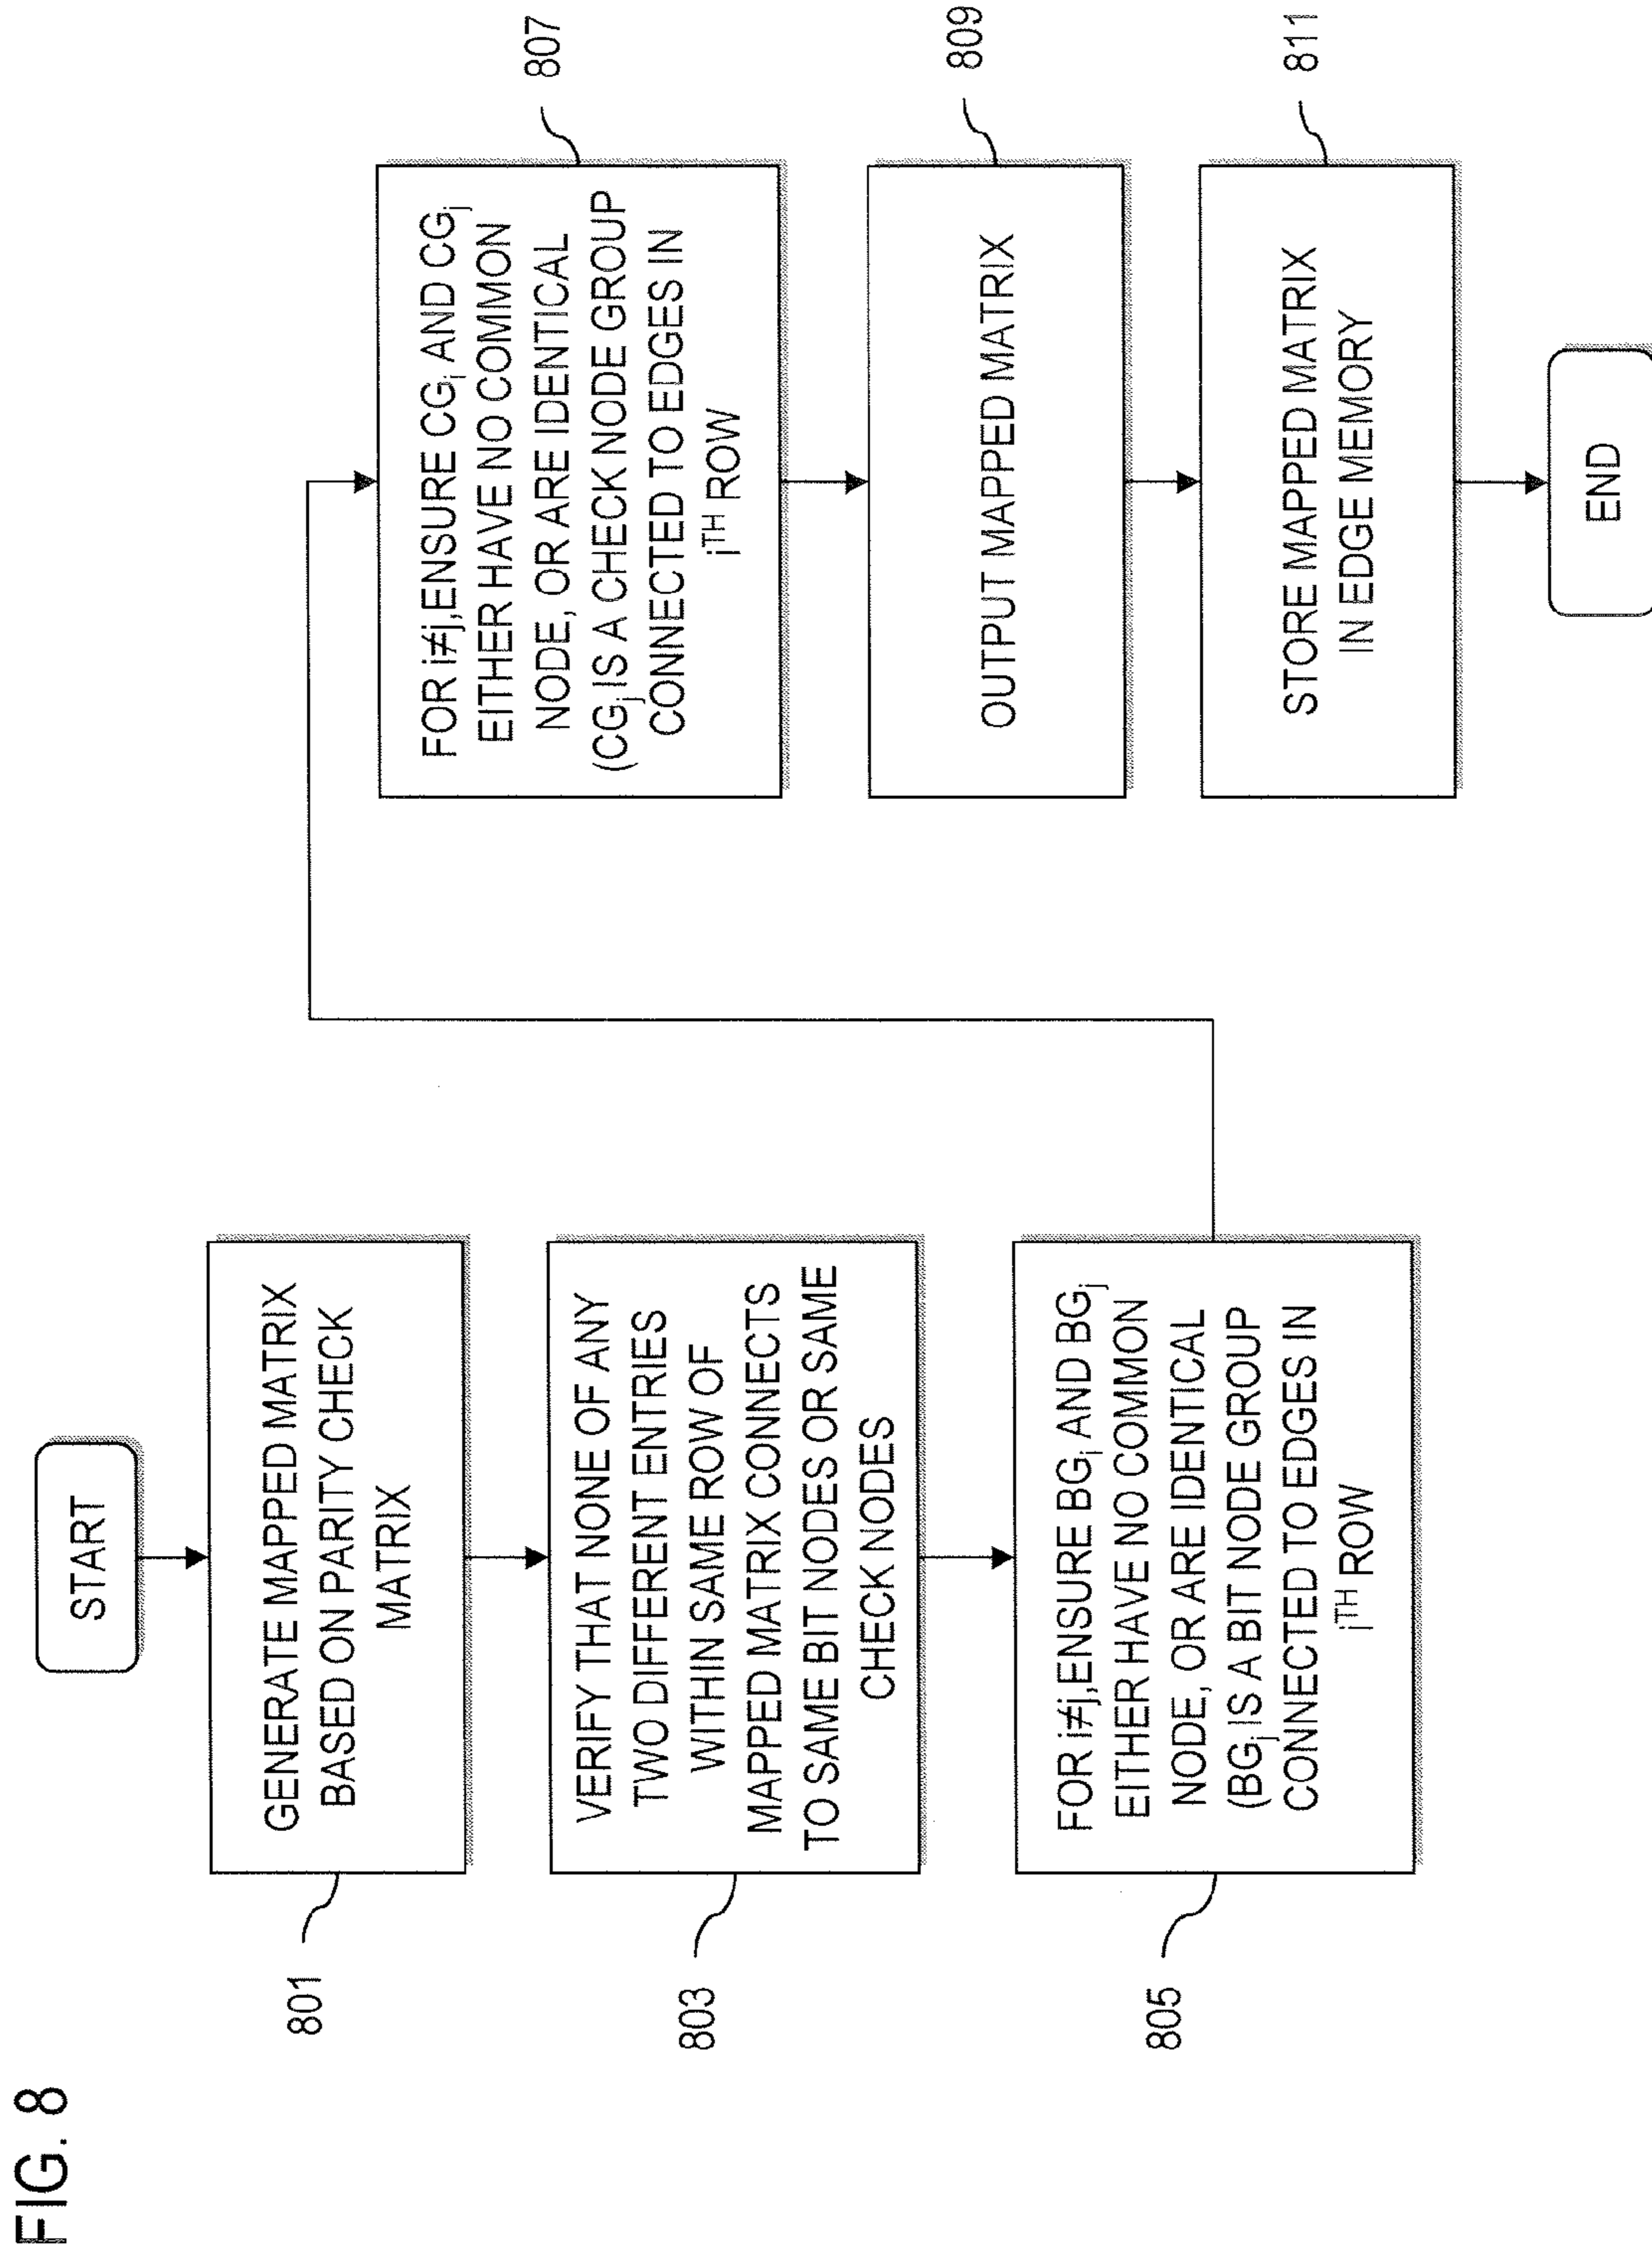 FIG. 8
START
GENERATE MAPPED MATRIX
BASED ON PARITY CHECK
MATRIX
801
VERIFY THAT NONE OF ANY
TWO DIFFERENT ENTRIES
WITHIN SAME ROW OF
MAPPED MATRIX CONNECTS
TO SAME BIT NODES OR SAME
CHECK NODES
803
FOR i≠j,ENSURE BGi AND BGj
EITHER HAVE NO COMMON
NODE, OR ARE IDENTICAL
(BGj IS A BIT NODE GROUP
CONNECTED TO EDGES IN
iTH ROW
805
FOR i≠j,ENSURE CGi AND CGj
EITHER HAVE NO COMMON
NODE, OR ARE IDENTICAL
(CGj IS A CHECK NODE GROUP
CONNECTED TO EDGES IN
iTH ROW
807
OUTPUT MAPPED MATRIX
809
STORE MAPPED MATRIX
IN EDGE MEMORY
811
END